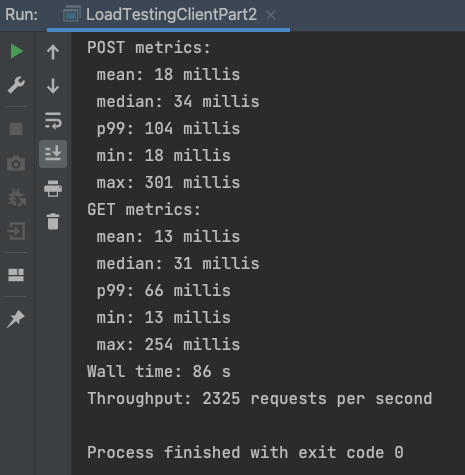 Run: LoadTestingClientPart2
POST metrics:
mean: 18 millis
median: 34 millis
p99: 104 millis
min: 18 millis
max: 301 millis
GET metrics:
mean: 13 millis
median: 31 millis
p99: 66 millis
min: 13 millis
max: 254 millis
Wall time: 86 s
Throughput: 2325 requests per second
Process finished with exit code 0